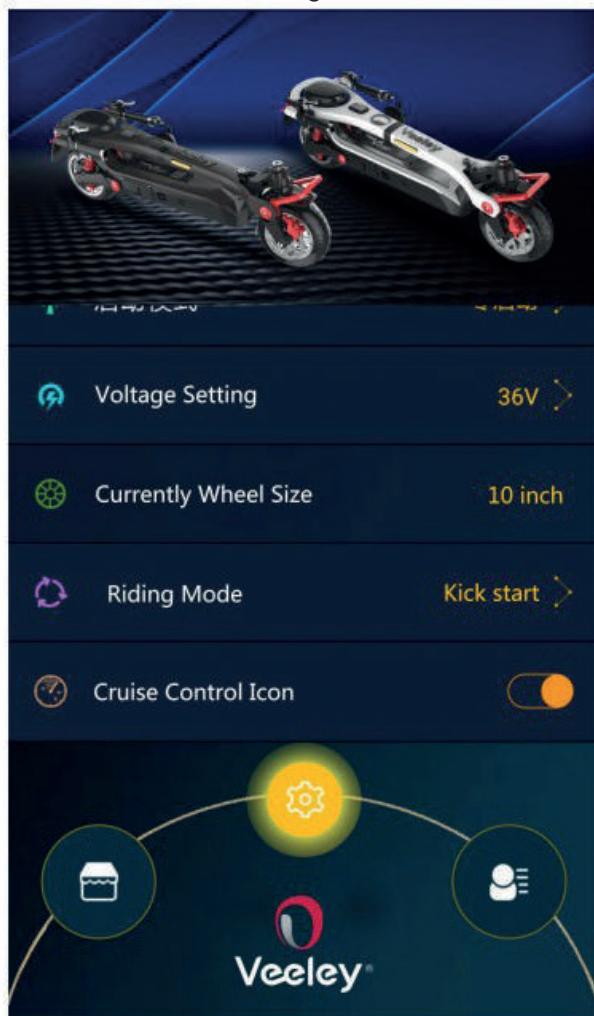 Veeley
Voltage Setting 36V
Currently Wheel Size 10 inch
Riding Mode Kick start
Cruise Control Icon
Veeley